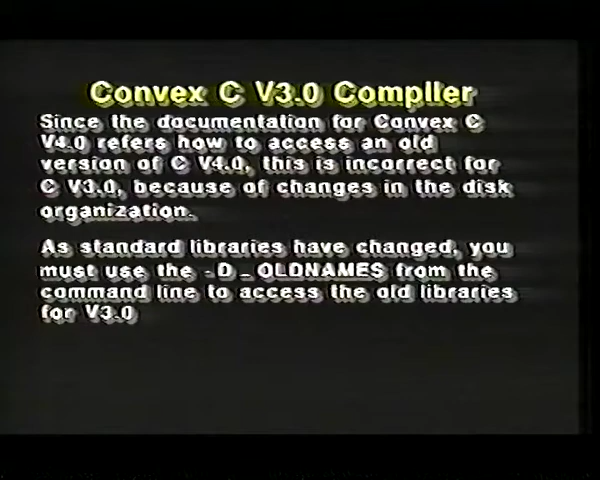 Convex C V3.0 Compiler
Since the documentation for Convex C
V4.0 refers how to access an old
version of C V4.0, this is incorrect for
C V3.0, because of changes in the disk
organization.
As standard libraries have changed, you
must use the -D_OLDNAMES from the
command line to access the old libraries
for V3.0